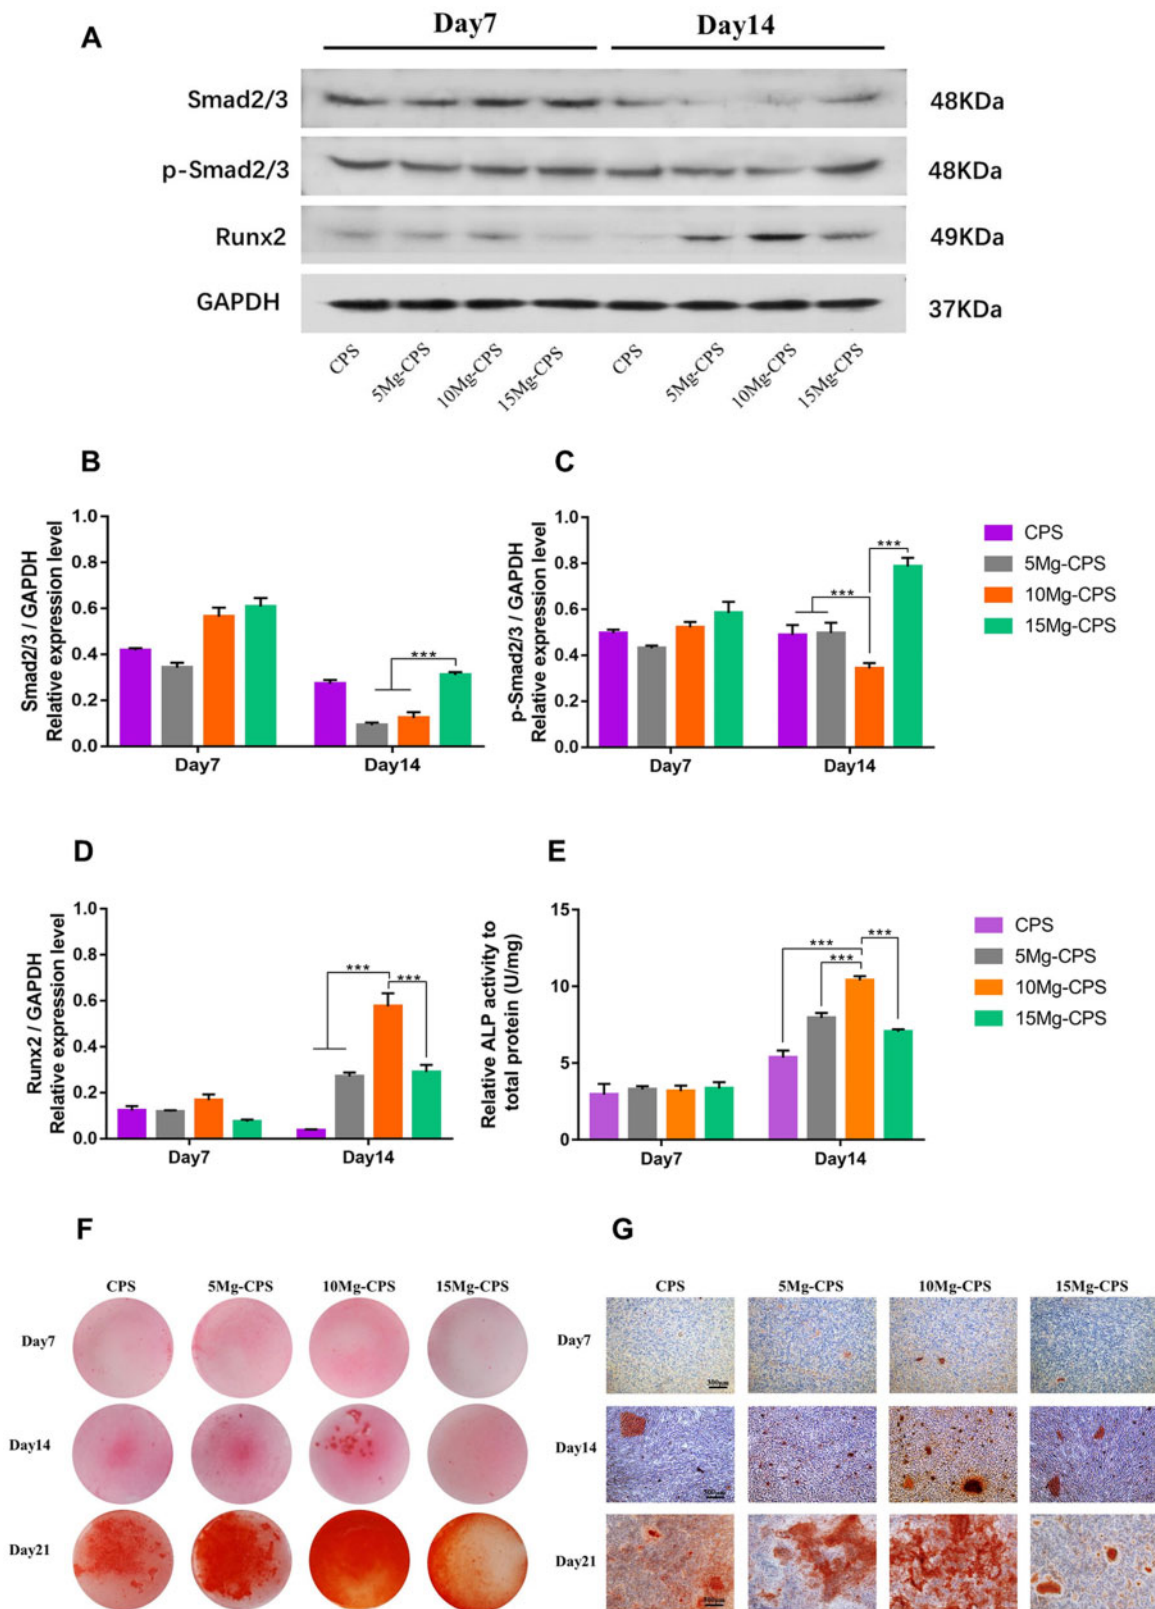 A
Day7 Day14
Smad2/3 48KDa
p-Smad2/3 48KDa
Runx2 49KDa
GAPDH 37KDa
CPS 5Mg-CPS 10Mg-CPS 15Mg-CPS CPS 5Mg-CPS 10Mg-CPS 15Mg-CPS
B
Smad2/3 / GAPDH
Relative expression level
1.0
0.8
0.6
0.4
0.2
0.0
***
Day7 Day14
C
p-Smad2/3 / GAPDH
Relative expression level
1.0
0.8
0.6
0.4
0.2
0.0
***
***
Day7 Day14
CPS
5Mg-CPS
10Mg-CPS
15Mg-CPS
D
Runx2 / GAPDH
Relative expression level
1.0
0.8
0.6
0.4
0.2
0.0
***
***
Day7 Day14
E
Relative ALP activity to
total protein (U/mg)
15
10
5
0
***
***
***
Day7 Day14
CPS
5Mg-CPS
10Mg-CPS
15Mg-CPS
F
CPS 5Mg-CPS 10Mg-CPS 15Mg-CPS
Day7
Day14
Day21
G
CPS 5Mg-CPS 10Mg-CPS 15Mg-CPS
Day7
300μm
Day14
300μm
Day21